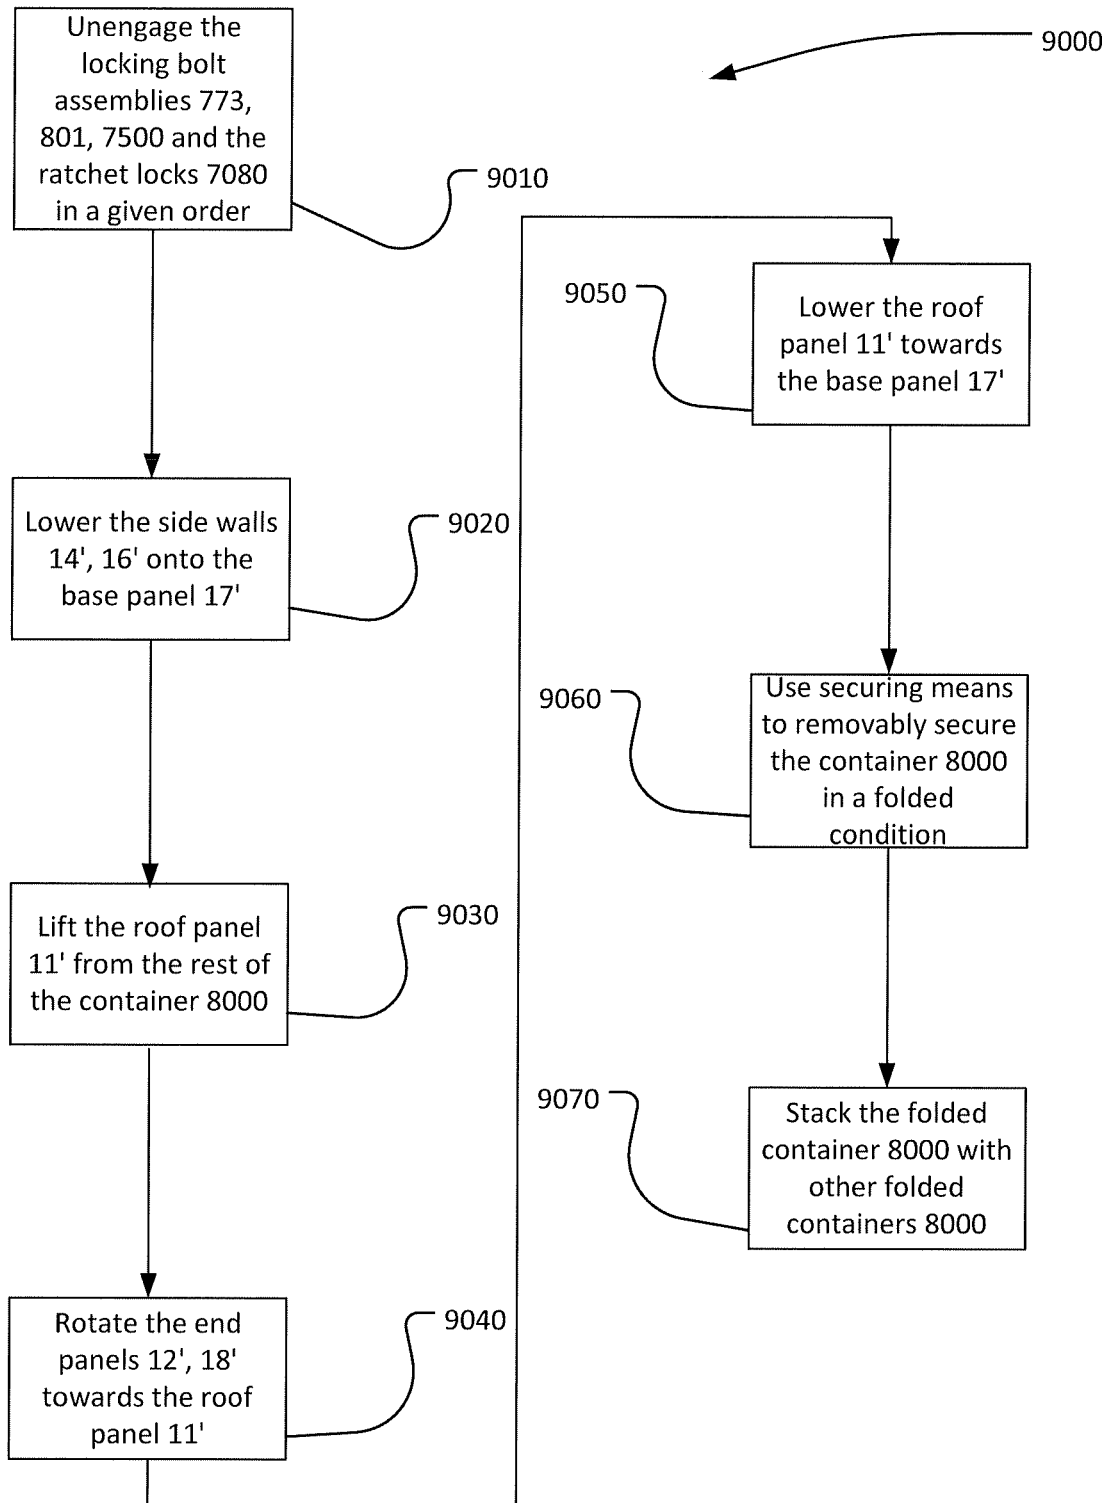 9000
Unengage the
locking bolt
assemblies 773,
801, 7500 and the
ratchet locks 7080
in a given order
9010
Lower the side walls
14', 16' onto the
base panel 17'
9020
Lift the roof panel
11' from the rest of
the container 8000
9030
Rotate the end
panels 12', 18'
towards the roof
panel 11'
9040
Lower the roof
panel 11' towards
the base panel 17'
9050
Use securing means
to removably secure
the container 8000
in a folded
condition
9060
Stack the folded
container 8000 with
other folded
containers 8000
9070